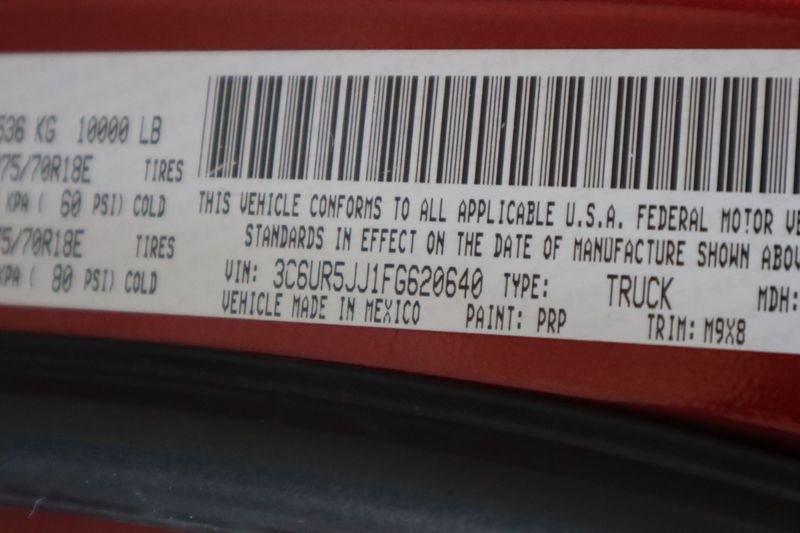 536 KG 10000 LB
75/70R18E TIRES
KPA ( 60 PSI) COLD
75/70R18E TIRES
KPA ( 80 PSI) COLD
THIS VEHICLE CONFORMS TO ALL APPLICABLE U.S.A. FEDERAL MOTOR VE
STANDARDS IN EFFECT ON THE DATE OF MANUFACTURE SHOWN ABOV
VIN: 3C6UR5JJ1FG620640 TYPE: TRUCK MDH:
VEHICLE MADE IN MEXICO PAINT: PRP TRIM: M9X8